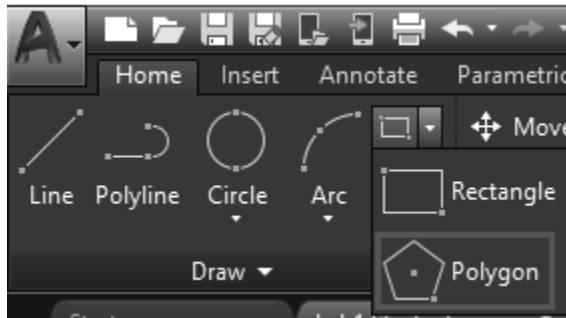 Home Insert Annotate Parametric
Move
Line Polyline Circle Arc
Rectangle
Polygon
Draw